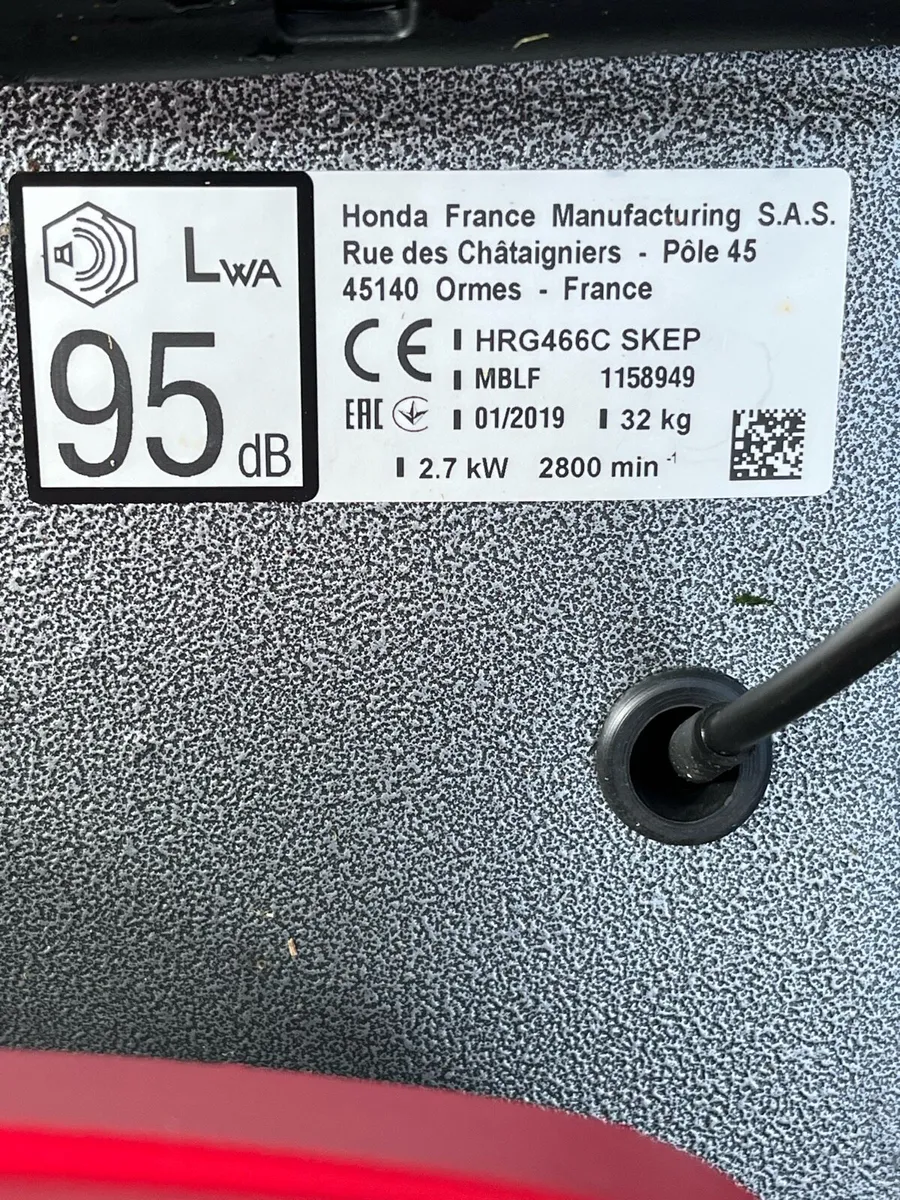 LWA
95 dB
Honda France Manufacturing S.A.S.
Rue des Châtaigniers - Pôle 45
45140 Ormes - France
CE HRG466C SKEP
MBLF 1158949
EAC 01/2019 32 kg
2.7 kW 2800 min⁻¹